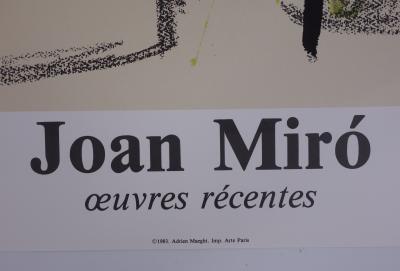 Joan Miró
œuvres récentes
©1983. Adrien Maeght. Imp. Arte Paris